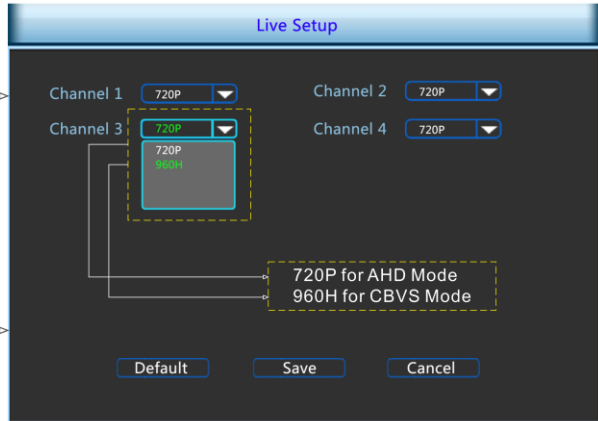 Live Setup
Channel 1 720P Channel 2 720P
Channel 3 720P Channel 4 720P
720P
960H
720P for AHD Mode
960H for CBVS Mode
Default Save Cancel